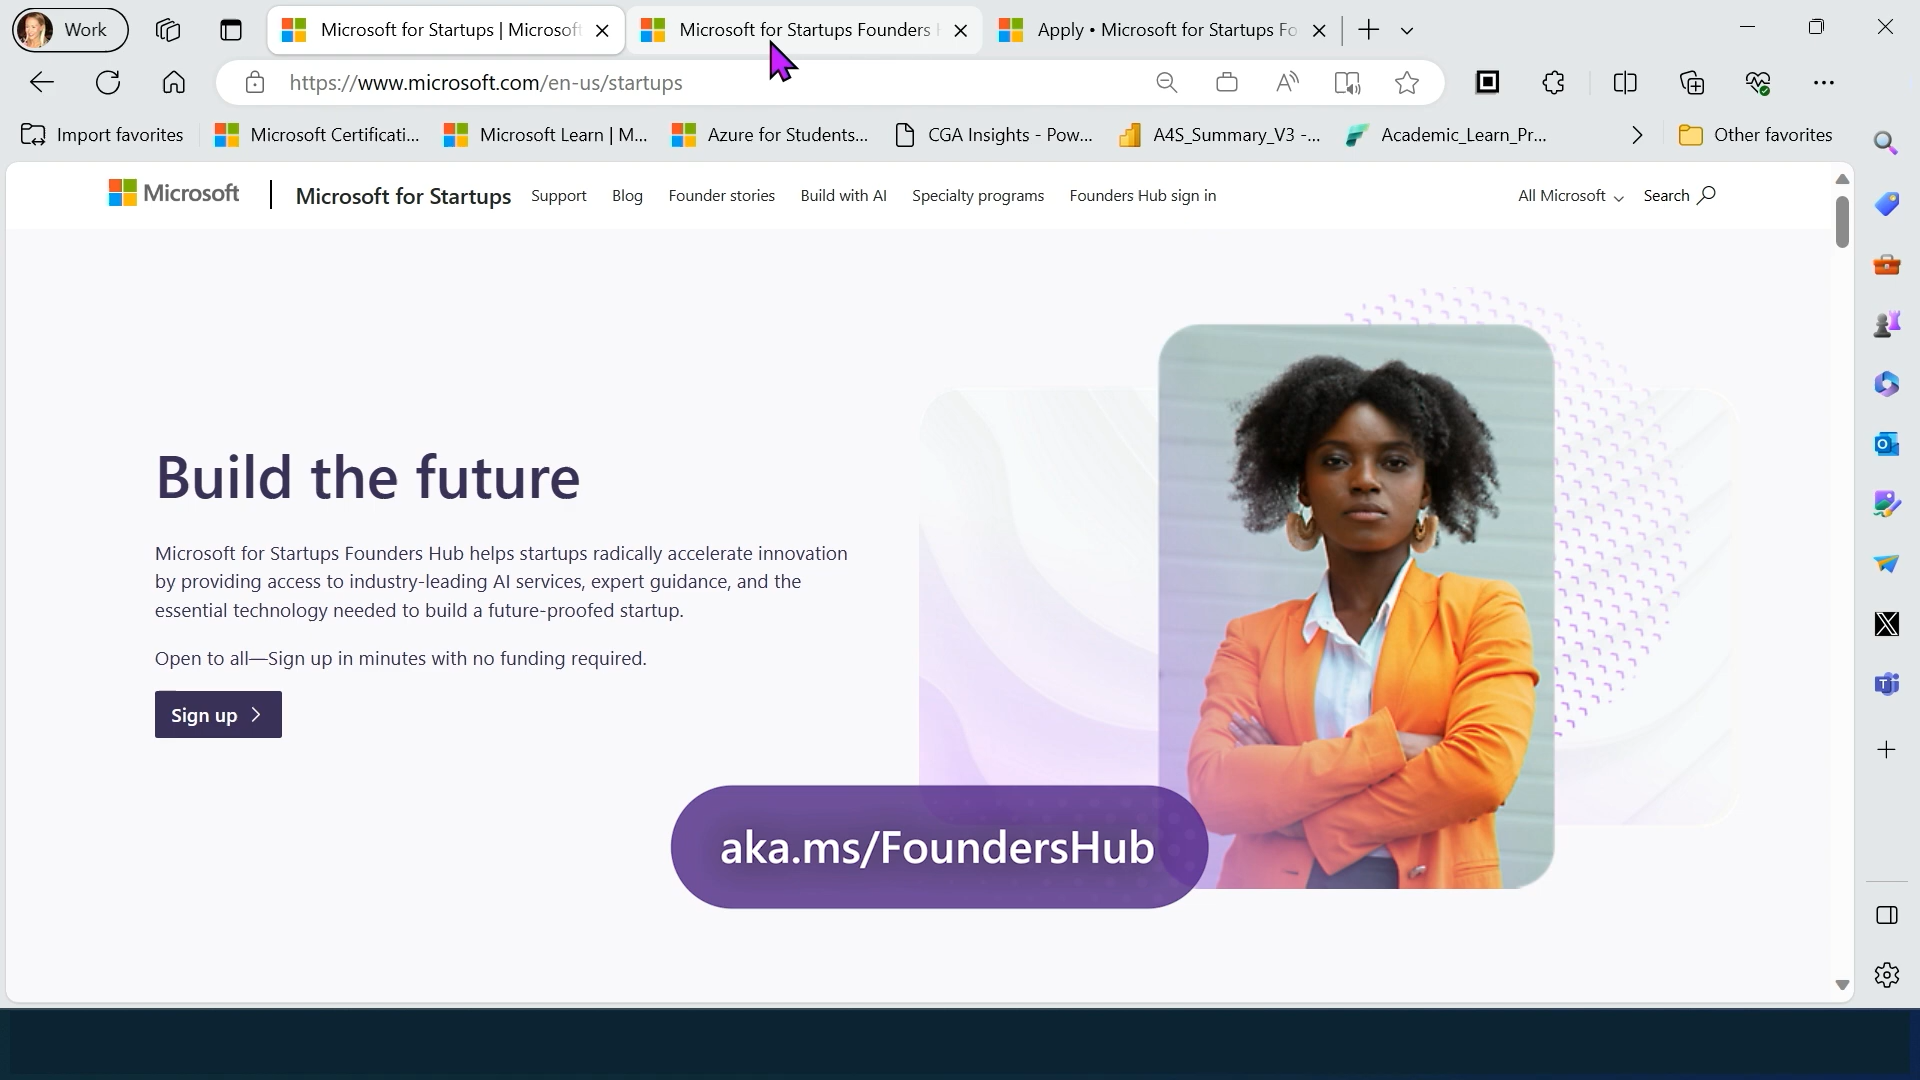 Work
Microsoft for Startups | Microsoft
Microsoft for Startups Founders H
Apply • Microsoft for Startups Fo
https://www.microsoft.com/en-us/startups
Import favorites
Microsoft Certificati...
Microsoft Learn | M...
Azure for Students...
CGA Insights - Pow...
A4S_Summary_V3 -...
Academic_Learn_Pr...
Other favorites
Microsoft
Microsoft for Startups
Support
Blog
Founder stories
Build with AI
Specialty programs
Founders Hub sign in
All Microsoft
Search
Build the future
Microsoft for Startups Founders Hub helps startups radically accelerate innovation
by providing access to industry-leading AI services, expert guidance, and the
essential technology needed to build a future-proofed startup.
Open to all—Sign up in minutes with no funding required.
Sign up
aka.ms/FoundersHub